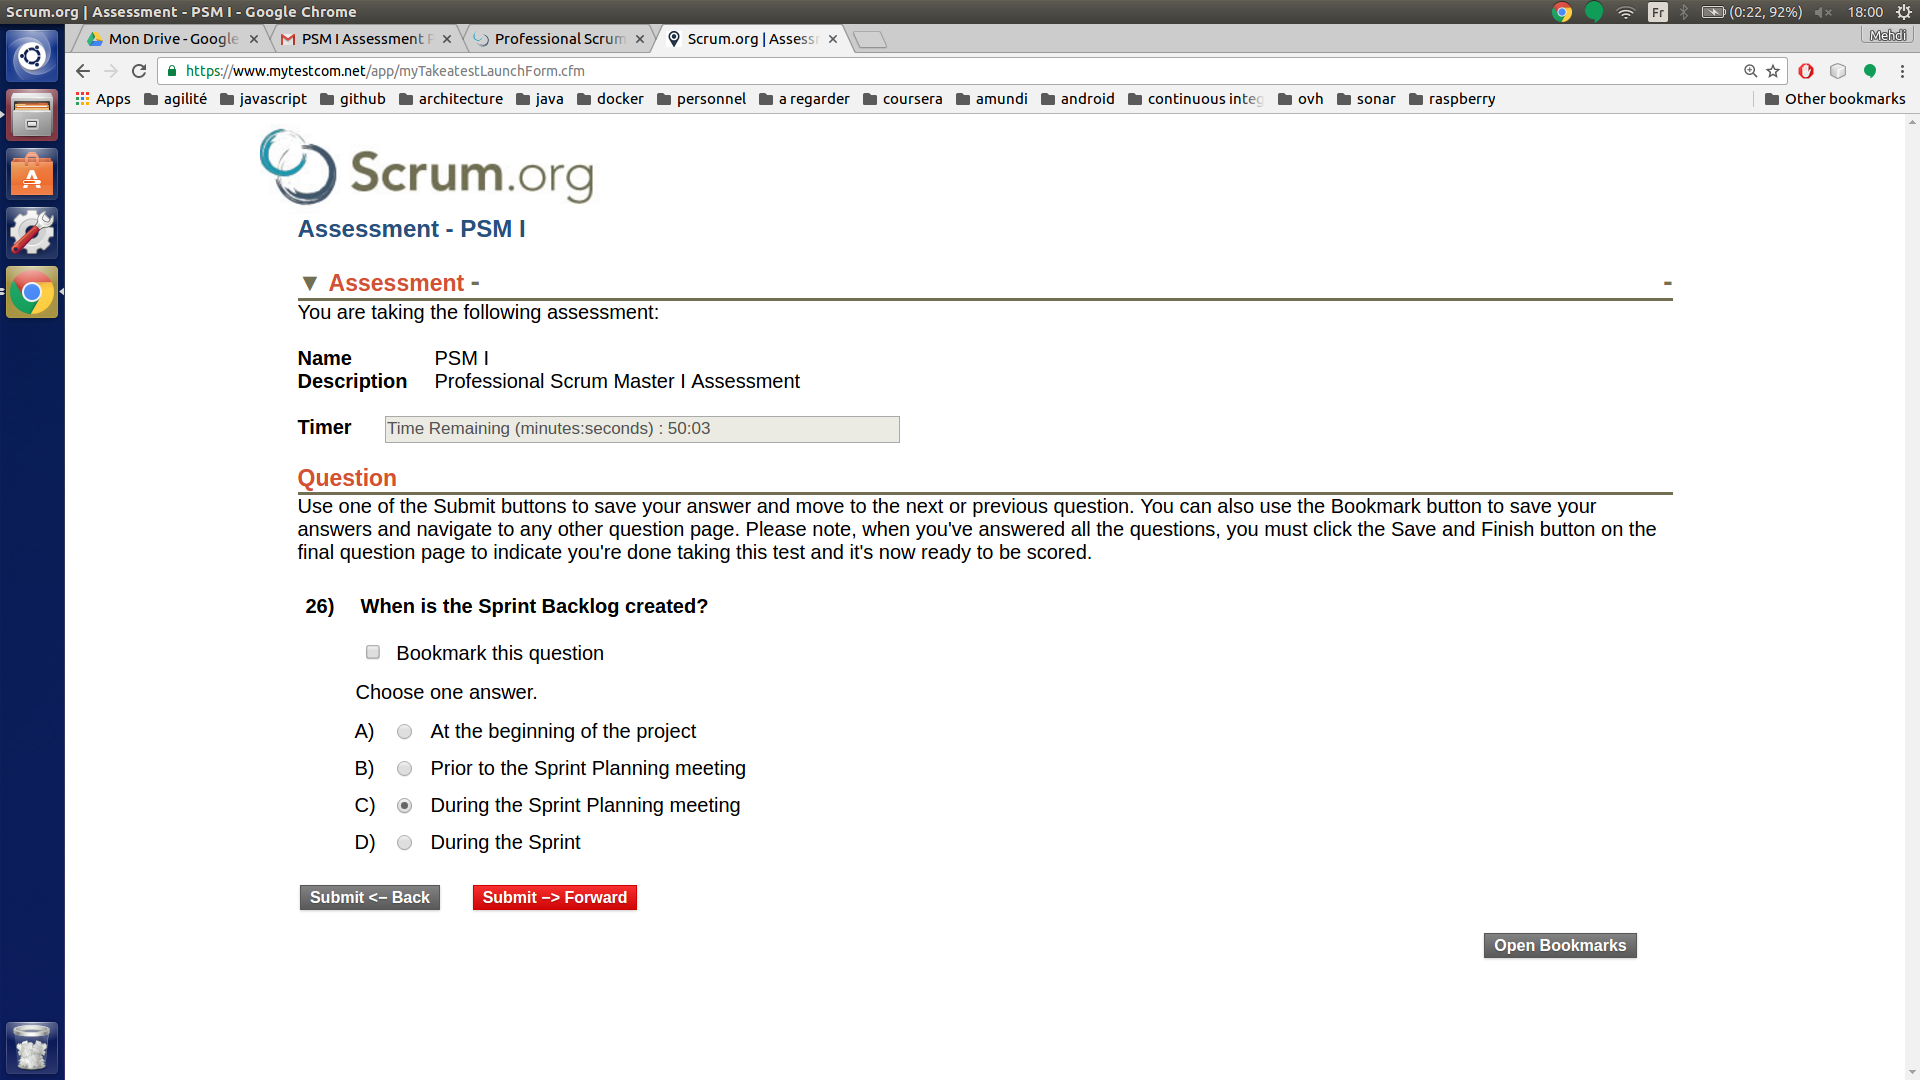 Scrum.org | Assessment - PSM I - Google Chrome
Fr
(0:22, 92%)
18:00
Mon Drive - Google
PSM I Assessment
Professional Scrum
Scrum.org | Assess
Mehdi
https://www.mytestcom.net/app/myTakeatestLaunchForm.cfm
Apps agilité javascript github architecture java docker personnel a regarder coursera amundi android continuous integ ovh sonar raspberry Other bookmarks
Scrum.org
Assessment - PSM I
▼ Assessment - -
You are taking the following assessment:
Name PSM I
Description Professional Scrum Master I Assessment
Timer Time Remaining (minutes:seconds) : 50:03
Question
Use one of the Submit buttons to save your answer and move to the next or previous question. You can also use the Bookmark button to save your
answers and navigate to any other question page. Please note, when you've answered all the questions, you must click the Save and Finish button on the
final question page to indicate you're done taking this test and it's now ready to be scored.
26) When is the Sprint Backlog created?
Bookmark this question
Choose one answer.
A) At the beginning of the project
B) Prior to the Sprint Planning meeting
C) During the Sprint Planning meeting
D) During the Sprint
Submit <– Back Submit –> Forward
Open Bookmarks